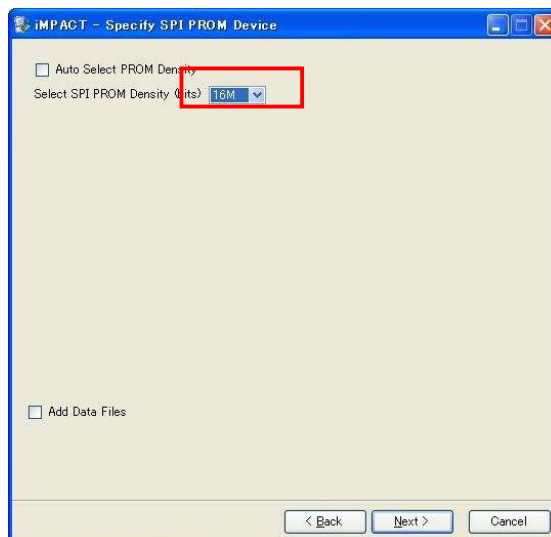 iMPACT - Specify SPI PROM Device
Auto Select PROM Density
Select SPI PROM Density (bits) 16M
Add Data Files
< Back Next > Cancel